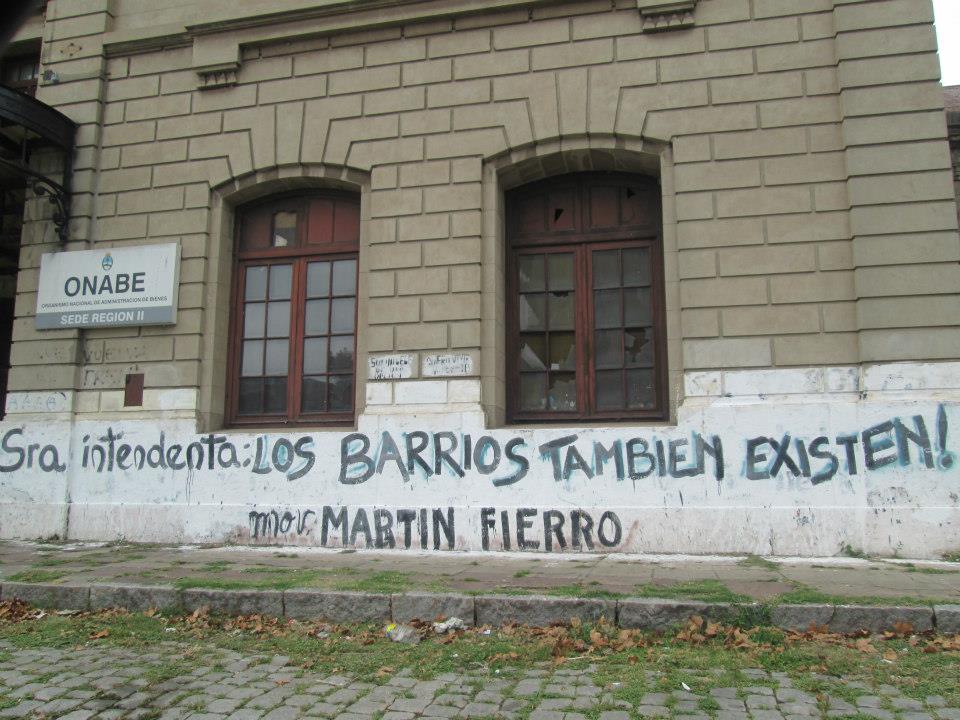 ONABE
ORGANISMO NACIONAL DE ADMINISTRACION DE BIENES
SEDE REGION II
Sra intendenta: LOS BARRIOS TAMBIEN EXISTEN!
mov MARTIN FIERRO